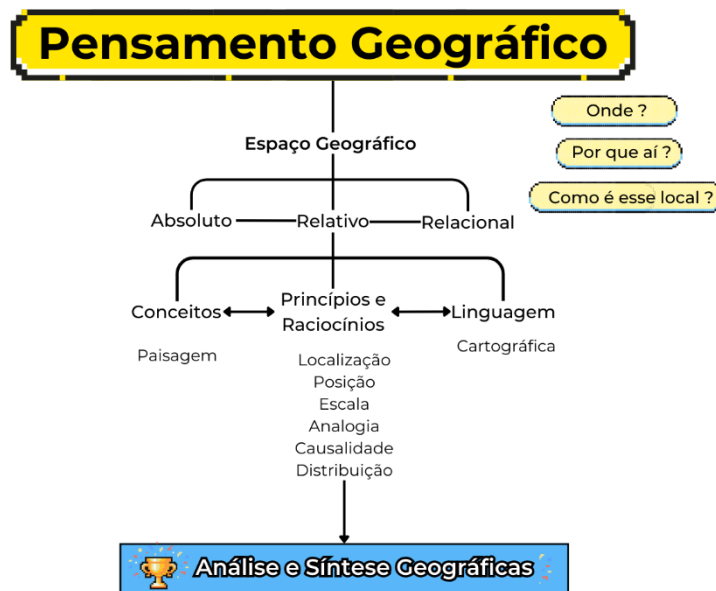 Pensamento Geográfico
Onde ?
Por que aí ?
Como é esse local ?
Espaço Geográfico
Absoluto
Relativo
Relacional
Conceitos
Princípios e
Raciocínios
Linguagem
Paisagem
Cartográfica
Localização
Posição
Escala
Analogia
Causalidade
Distribuição
Análise e Síntese Geográficas